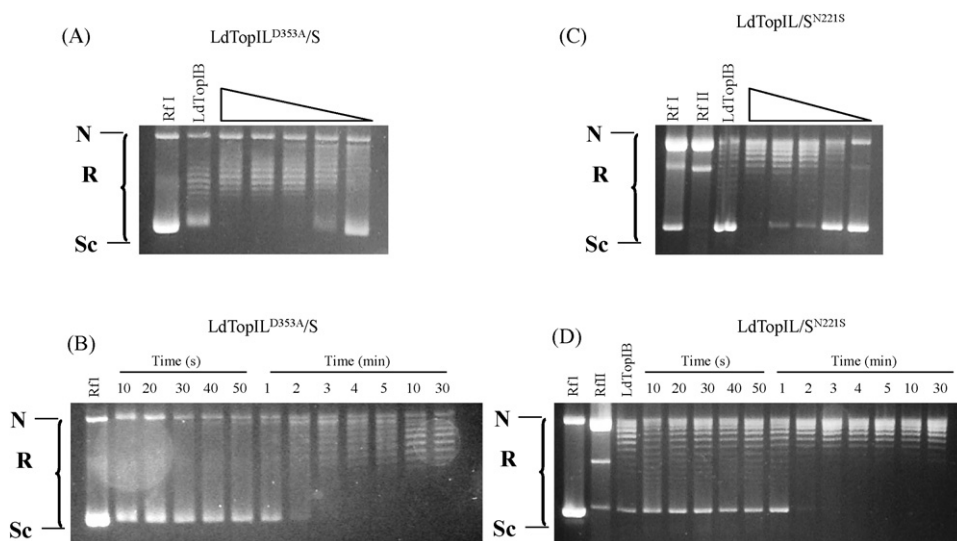 (A)
LdTopIL^D353A/S
Rf I
LdTopIB
N
R
Sc
(C)
LdTopIL/S^N221S
Rf I
Rf II
LdTopIB
N
R
Sc
(B)
LdTopIL^D353A/S
Time (s) Time (min)
RfI 10 20 30 40 50 1 2 3 4 5 10 30
N
R
Sc
(D)
LdTopIL/S^N221S
Time (s) Time (min)
RfI RfII LdTopIB 10 20 30 40 50 1 2 3 4 5 10 30
N
R
Sc